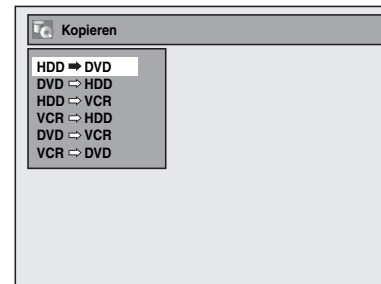 Kopieren
HDD ➡ DVD
DVD ⇨ HDD
HDD ⇨ VCR
VCR ⇨ HDD
DVD ⇨ VCR
VCR ⇨ DVD